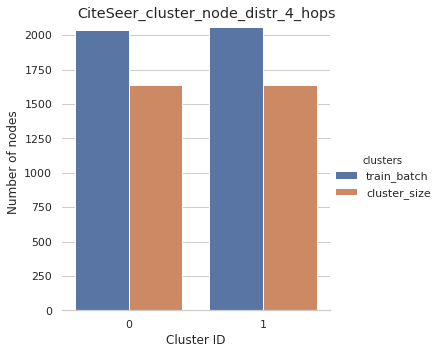 CiteSeer_cluster_node_distr_4_hops
2000
1750
1500
1250
1000
750
500
250
0
Number of nodes
0
1
Cluster ID
clusters
train_batch
cluster_size